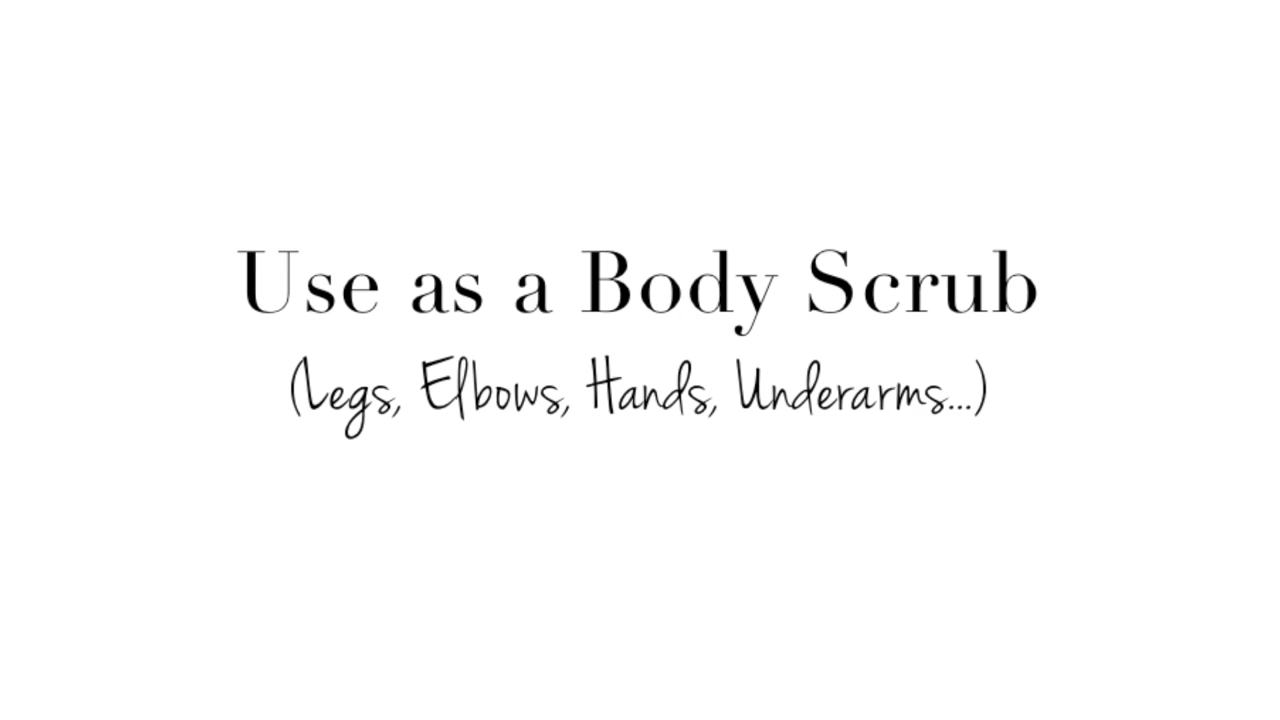 Use as a Body Scrub
(Legs, Elbows, Hands, Underarms...)